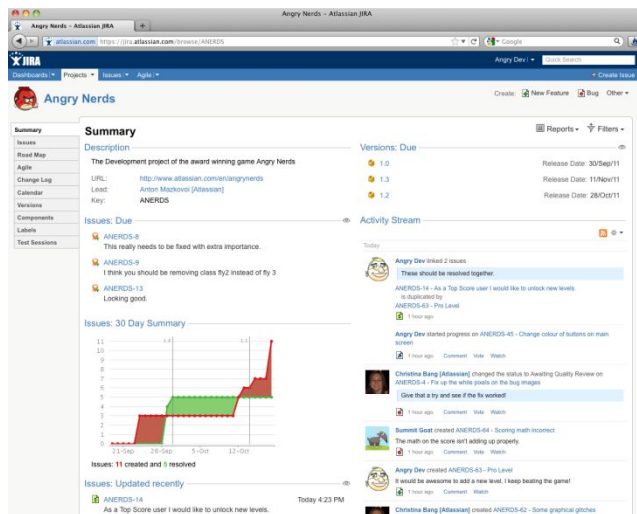 Angry Nerds - Atlassian JIRA
Angry Nerds - Atlassian JIRA
atlassian.com https://jira.atlassian.com/browse/ANERDS
Google
JIRA
Angry Dev
Quick Search
Dashboards Projects Issues Agile
Create Issue
Angry Nerds
Create: New Feature Bug Other
Summary
Issues
Road Map
Agile
Change Log
Calendar
Versions
Components
Labels
Test Sessions
Summary
Reports Filters
Description
The Development project of the award winning game Angry Nerds
URL: http://www.atlassian.com/en/angrynerds
Lead: Anton Mazkovoi [Atlassian]
Key: ANERDS
Issues: Due
ANERDS-8
This really needs to be fixed with extra importance.
ANERDS-9
I think you should be removing class fly2 instead of fly 3
ANERDS-13
Looking good.
Issues: 30 Day Summary
11
10
9
8
7
6
5
4
3
2
1
0
21-Sep 28-Sep 5-Oct 12-Oct
Issues: 11 created and 5 resolved
Issues: Updated recently
ANERDS-14 Today 4:23 PM
As a Top Score user I would like to unlock new levels.
Versions: Due
1.0 Release Date: 30/Sep/11
1.3 Release Date: 11/Nov/11
1.2 Release Date: 28/Oct/11
Activity Stream
Today
Angry Dev linked 2 issues
These should be resolved together.
ANERDS-14 - As a Top Score user I would like to unlock new levels.
is duplicated by
ANERDS-63 - Pro Level
1 hour ago
Angry Dev started progress on ANERDS-45 - Change colour of buttons on main
screen
1 hour ago Comment Vote Watch
Christina Bang [Atlassian] changed the status to Awaiting Quality Review on
ANERDS-4 - Fix up the white pixels on the bug images
Give that a try and see if the fix worked!
1 hour ago Comment Vote Watch
Summit Goat created ANERDS-64 - Scoring math incorrect
The math on the score isn't adding up properly.
1 hour ago Comment Vote Watch
Angry Dev created ANERDS-63 - Pro Level
It would be awesome to add a new level, I keep beating the game!
1 hour ago Comment Watch
Christina Bang [Atlassian] created ANERDS-62 - Some graphical glitches